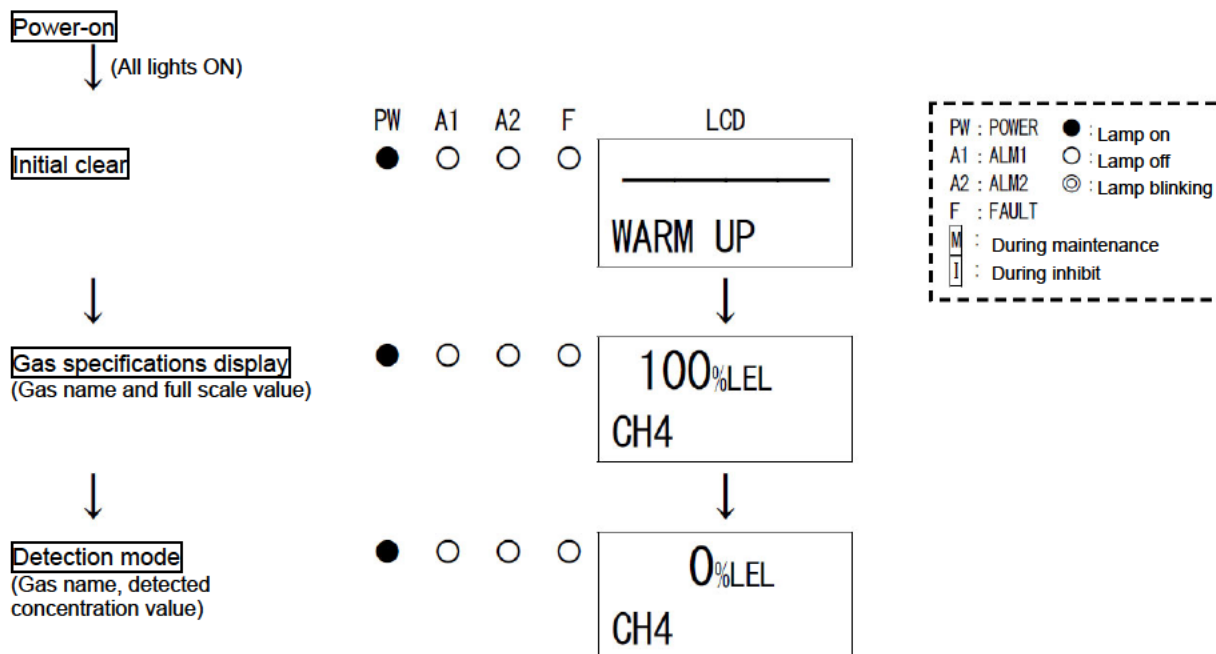 Power-on
(All lights ON)
PW A1 A2 F LCD
Initial clear
WARM UP
PW : POWER ● : Lamp on
A1 : ALM1 ○ : Lamp off
A2 : ALM2 ◎ : Lamp blinking
F : FAULT
M : During maintenance
I : During inhibit
Gas specifications display
(Gas name and full scale value)
100%LEL
CH4
Detection mode
(Gas name, detected
concentration value)
0%LEL
CH4